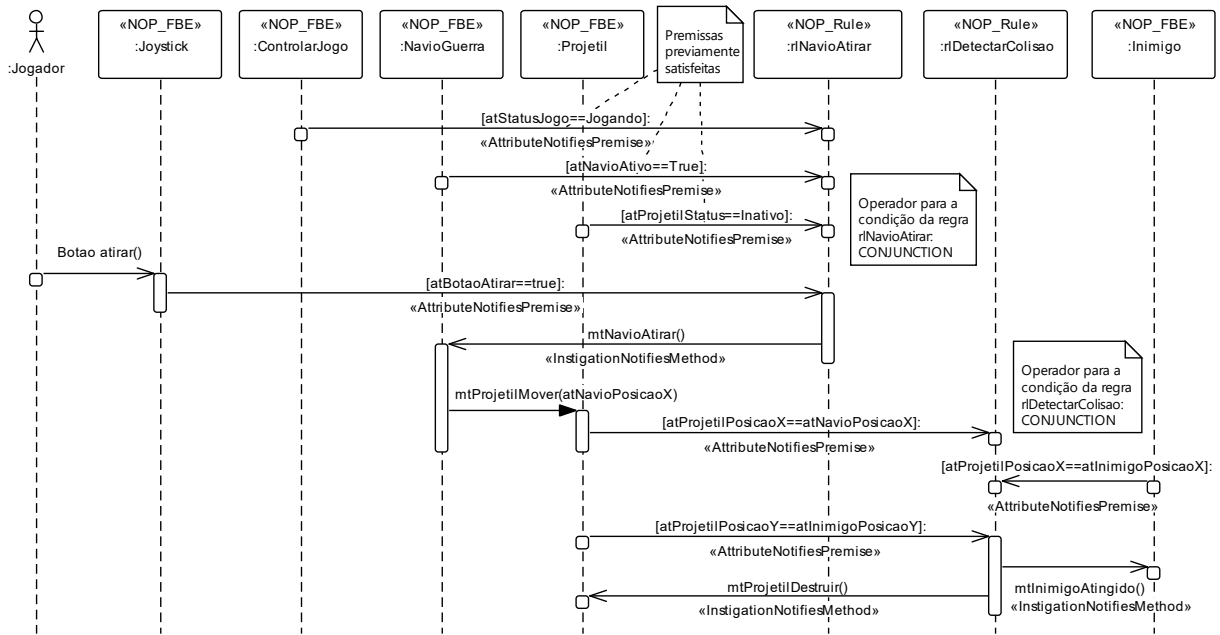 «NOP_FBE»
:Joystick
«NOP_FBE»
:ControlarJogo
«NOP_FBE»
:NavioGuerra
«NOP_FBE»
:Projetil
Premissas
previamente
satisfeitas
«NOP_Rule»
:rlNavioAtirar
«NOP_Rule»
:rlDetectarColisao
«NOP_FBE»
:Inimigo
:Jogador
[atStatusJogo==Jogando]:
«AttributeNotifiesPremise»
[atNavioAtivo==True]:
«AttributeNotifiesPremise»
[atProjetilStatus==Inativo]:
«AttributeNotifiesPremise»
Operador para a
condição da regra
rlNavioAtirar:
CONJUNCTION
Botao atirar()
[atBotaoAtirar==true]:
«AttributeNotifiesPremise»
mtNavioAtirar()
«InstigationNotifiesMethod»
Operador para a
condição da regra
rlDetectarColisao:
CONJUNCTION
mtProjetilMover(atNavioPosicaoX)
[atProjetilPosicaoX==atNavioPosicaoX]:
«AttributeNotifiesPremise»
[atProjetilPosicaoX==atInimigoPosicaoX]:
«AttributeNotifiesPremise»
[atProjetilPosicaoY==atInimigoPosicaoY]:
«AttributeNotifiesPremise»
mtProjetilDestruir()
«InstigationNotifiesMethod»
mtInimigoAtingido()
«InstigationNotifiesMethod»